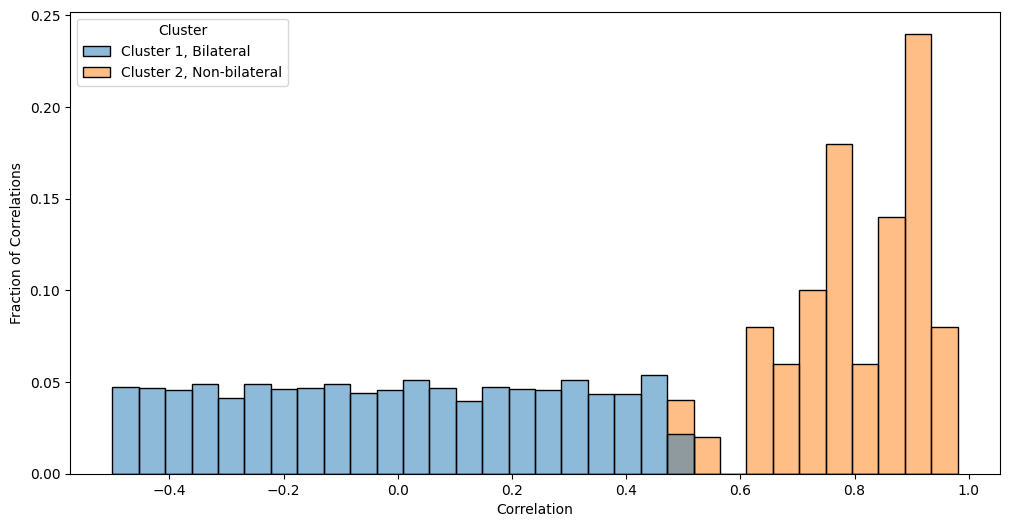 Cluster
Cluster 1, Bilateral
Cluster 2, Non-bilateral
Fraction of Correlations
0.25
0.20
0.15
0.10
0.05
0.00
−0.4
−0.2
0.0
0.2
0.4
0.6
0.8
1.0
Correlation